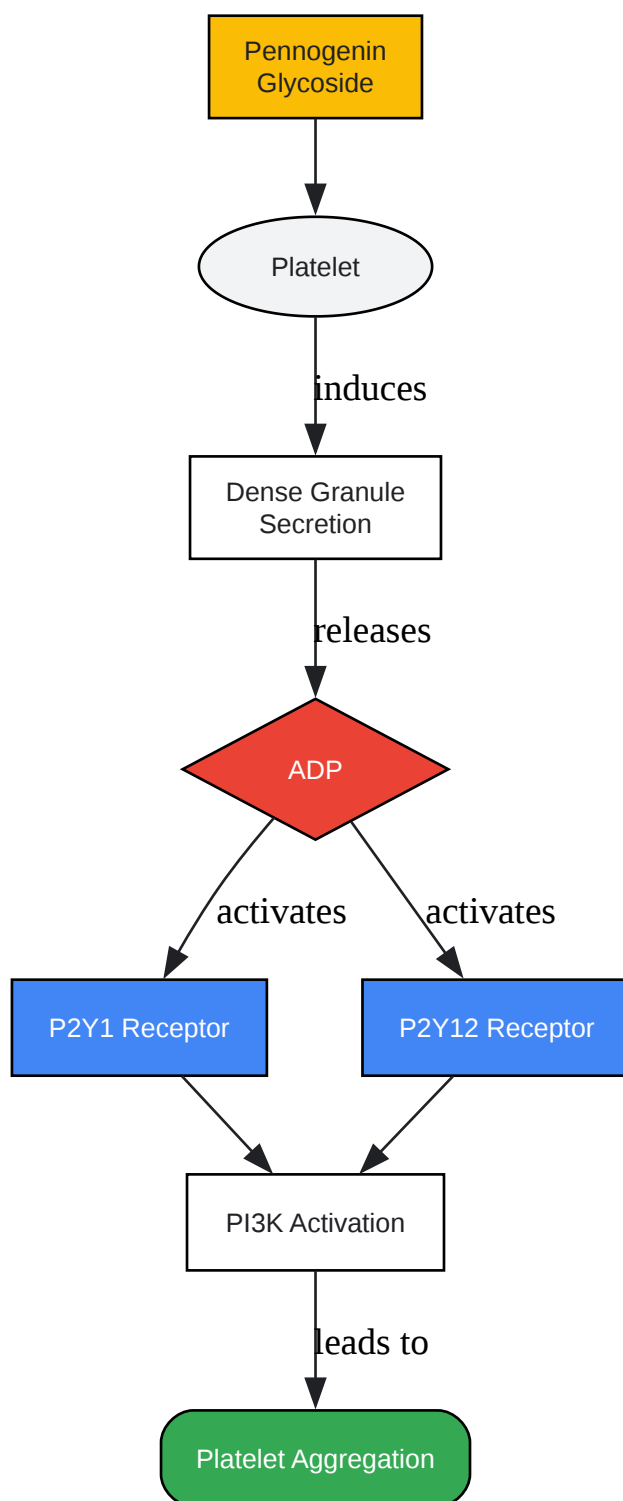 Pennogenin
Glycoside
Platelet
induces
Dense Granule
Secretion
releases
ADP
activates
activates
P2Y1 Receptor
P2Y12 Receptor
PI3K Activation
leads to
Platelet Aggregation